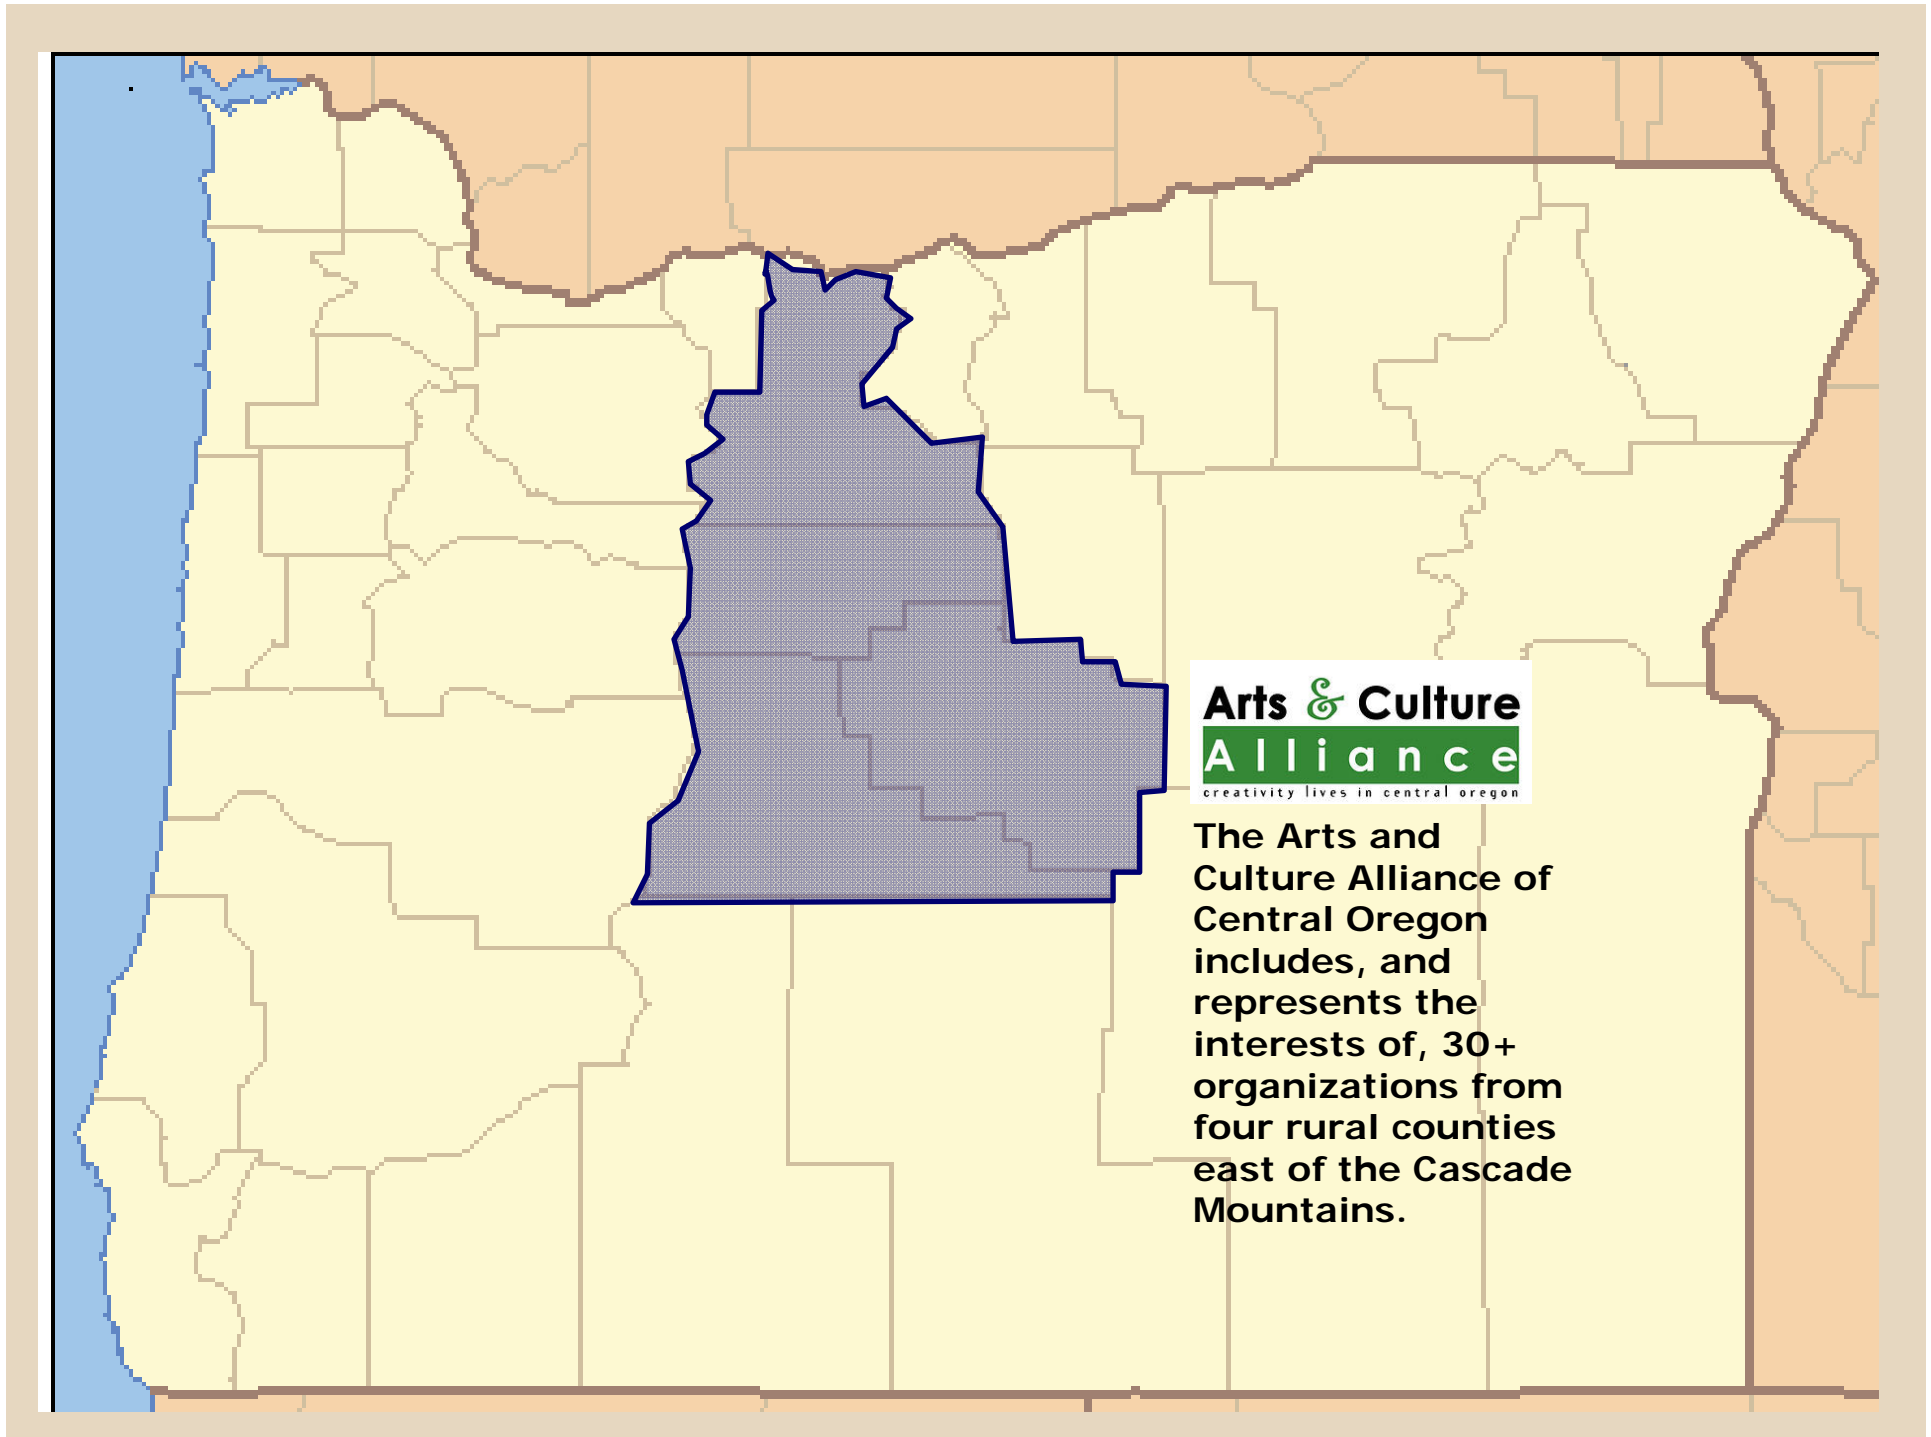 Arts & Culture
Alliance
creativity lives in central oregon
The Arts and
Culture Alliance of
Central Oregon
includes, and
represents the
interests of, 30+
organizations from
four rural counties
east of the Cascade
Mountains.